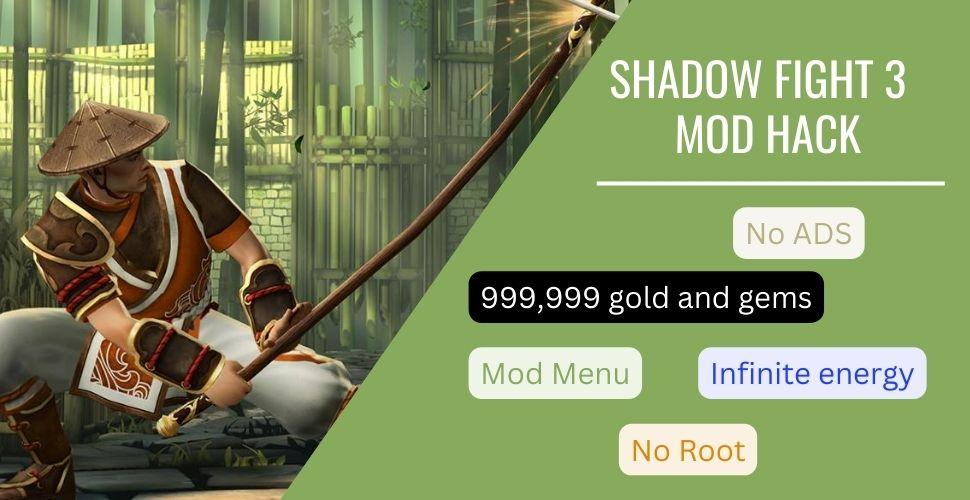 SHADOW FIGHT 3
MOD HACK
No ADS
999,999 gold and gems
Mod Menu
Infinite energy
No Root